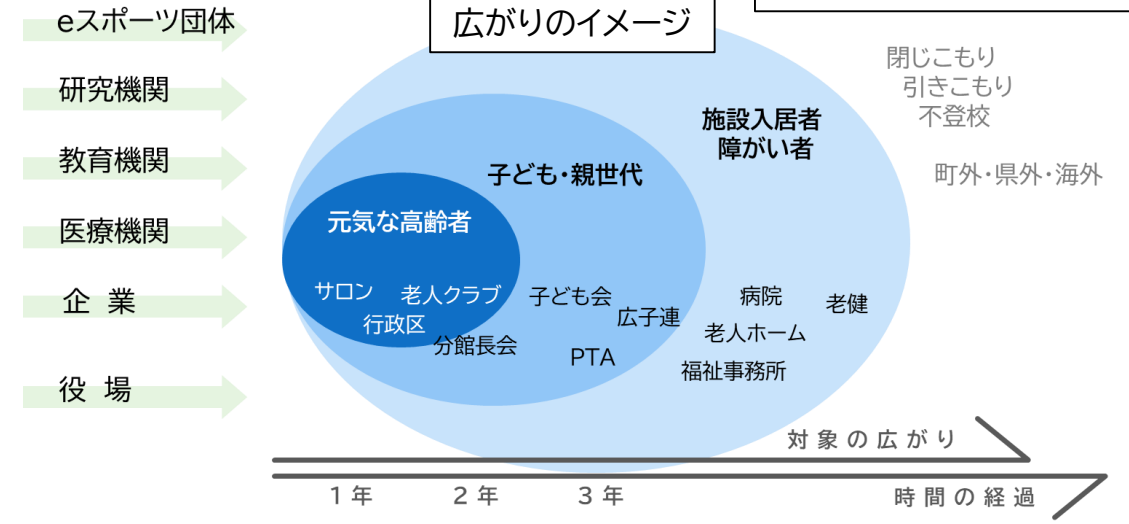 広がりのイメージ
eスポーツ団体
研究機関
教育機関
医療機関
企 業
役 場
元気な高齢者
サロン
老人クラブ
行政区
分館長会
子ども・親世代
子ども会
広子連
PTA
施設入居者
障がい者
病院
老健
老人ホーム
福祉事務所
閉じこもり
引きこもり
不登校
町外・県外・海外
対象の広がり
1年 2年 3年
時間の経過